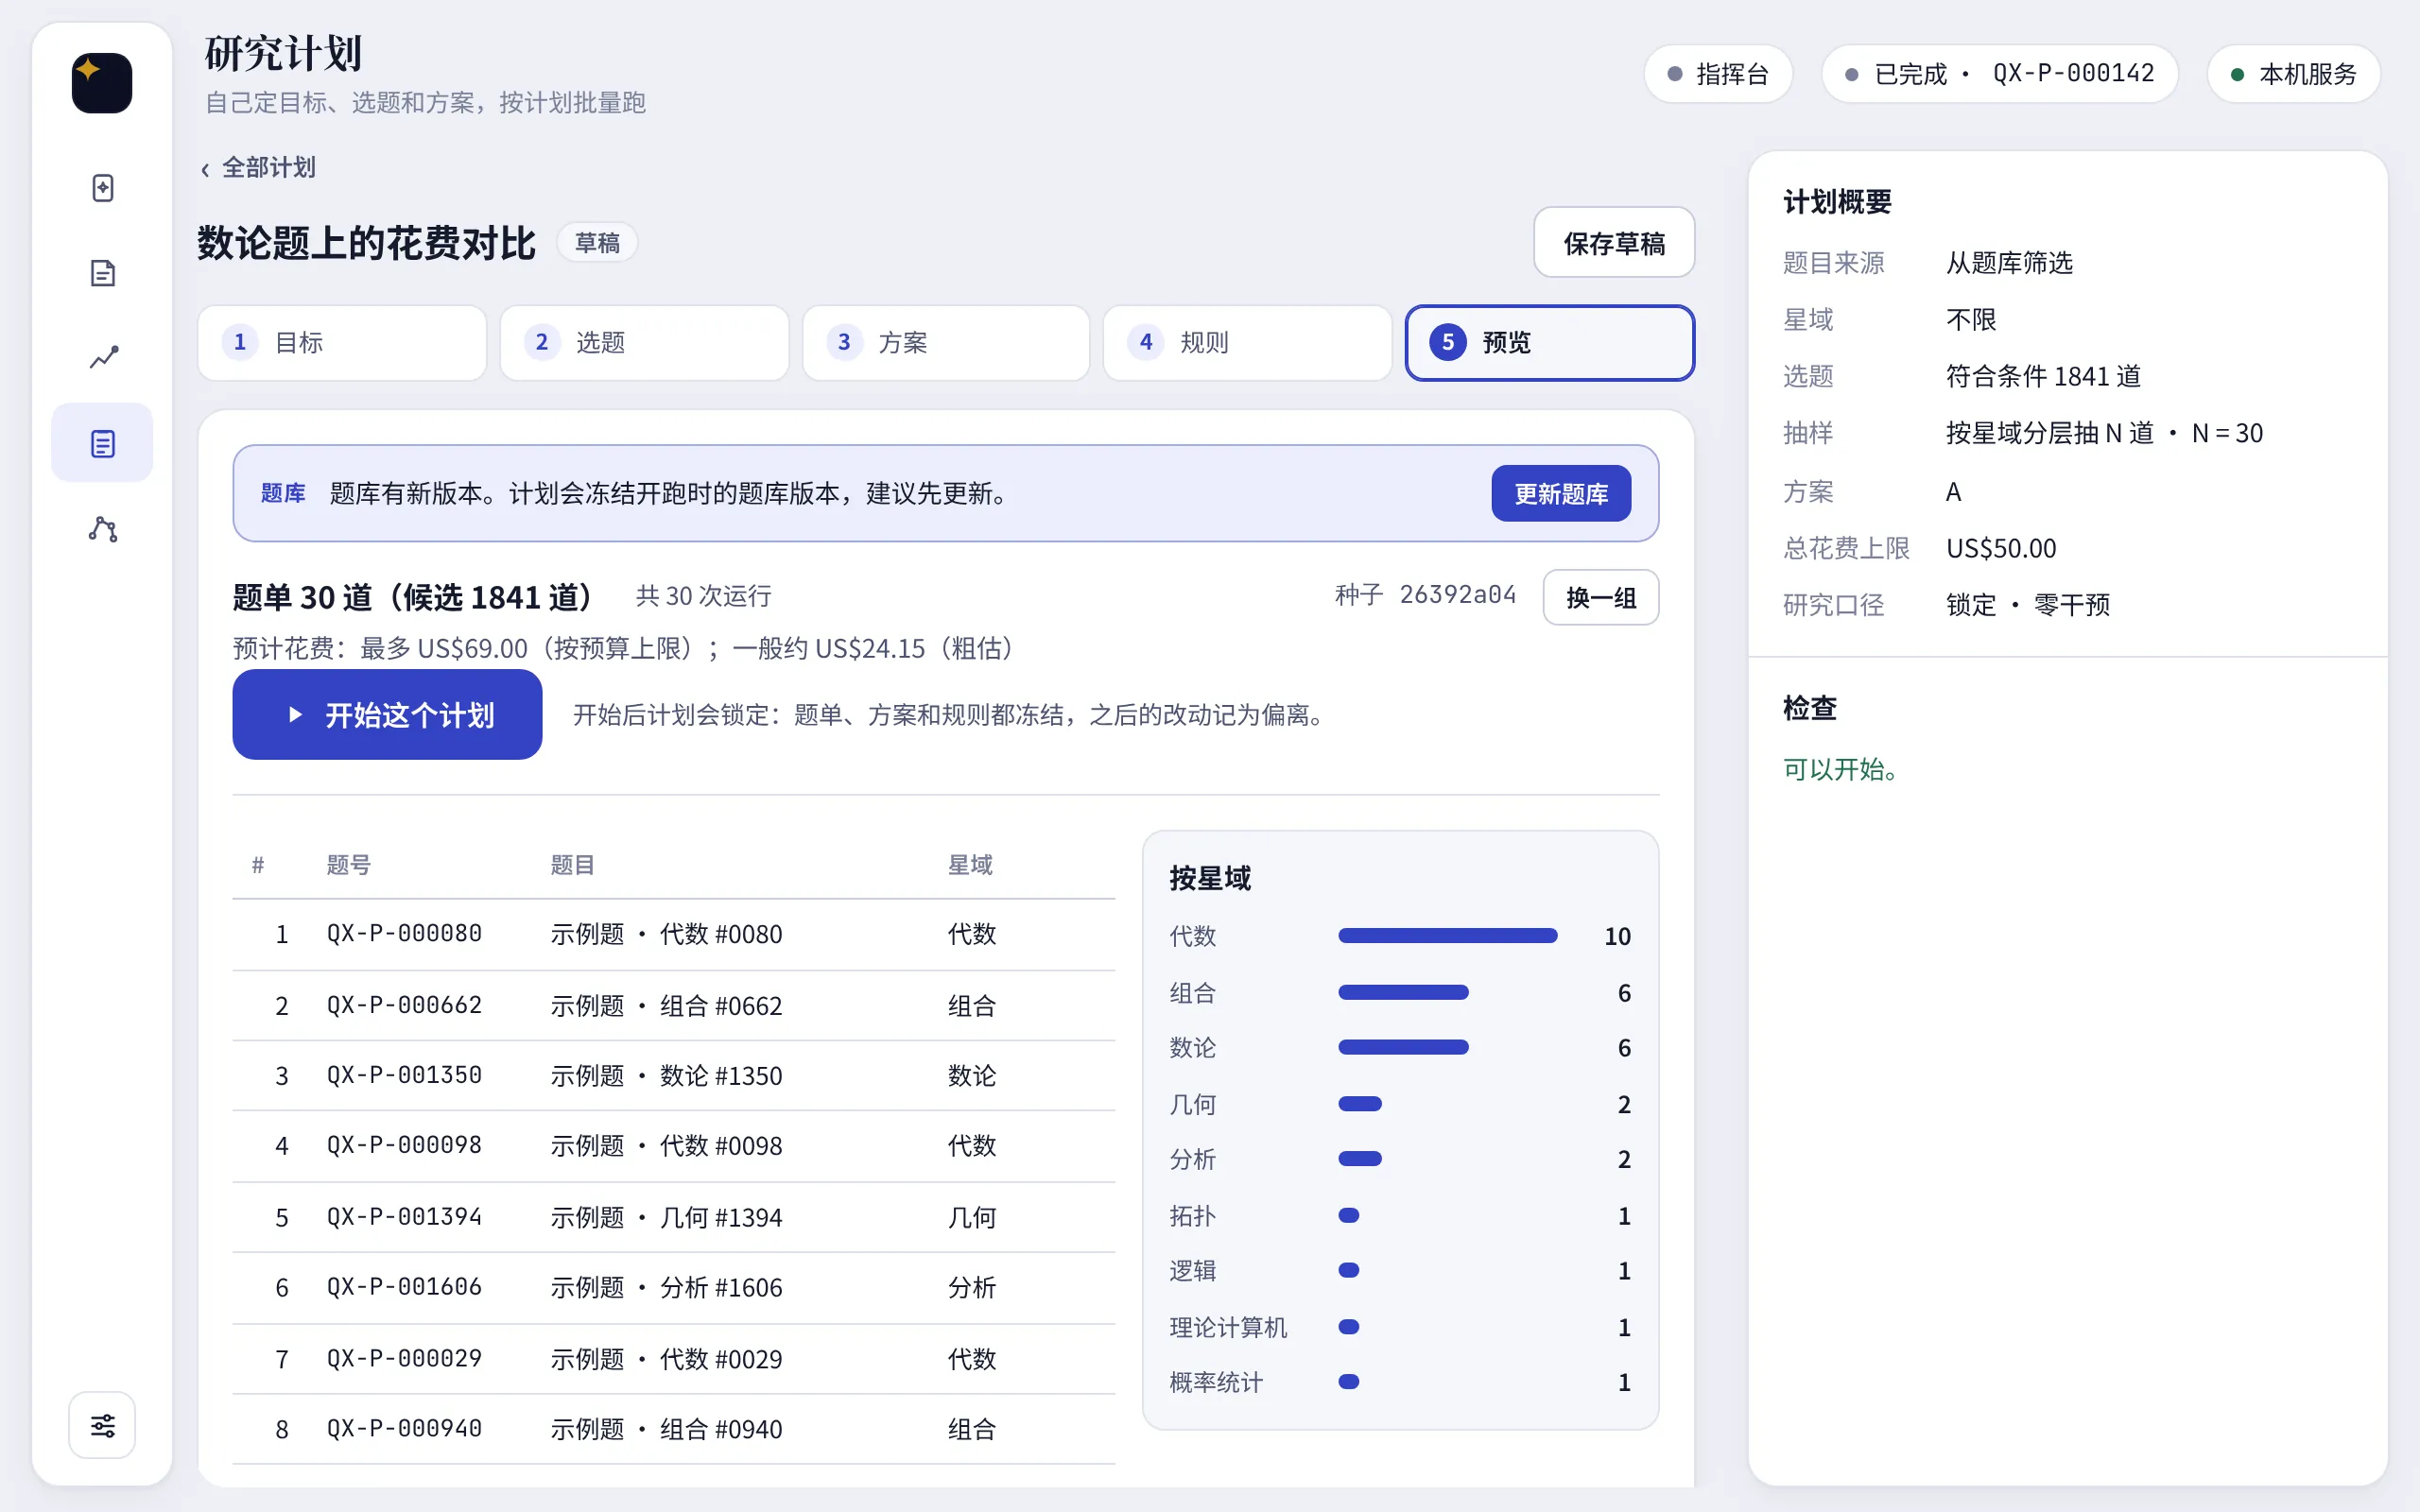 研究计划
自己定目标、选题和方案，按计划批量跑
指挥台
已完成 · QX-P-000142
本机服务
‹ 全部计划
数论题上的花费对比 草稿
保存草稿
1 目标
2 选题
3 方案
4 规则
5 预览
题库 题库有新版本。计划会冻结开跑时的题库版本，建议先更新。
更新题库
题单 30 道（候选 1841 道） 共 30 次运行
种子 26392a04 换一组
预计花费：最多 US$69.00（按预算上限）；一般约 US$24.15（粗估）
开始这个计划
开始后计划会锁定：题单、方案和规则都冻结，之后的改动记为偏离。
# 题号 题目 星域
1 QX-P-000080 示例题 · 代数 #0080 代数
2 QX-P-000662 示例题 · 组合 #0662 组合
3 QX-P-001350 示例题 · 数论 #1350 数论
4 QX-P-000098 示例题 · 代数 #0098 代数
5 QX-P-001394 示例题 · 几何 #1394 几何
6 QX-P-001606 示例题 · 分析 #1606 分析
7 QX-P-000029 示例题 · 代数 #0029 代数
8 QX-P-000940 示例题 · 组合 #0940 组合
按星域
代数 10
组合 6
数论 6
几何 2
分析 2
拓扑 1
逻辑 1
理论计算机 1
概率统计 1
计划概要
题目来源 从题库筛选
星域 不限
选题 符合条件 1841 道
抽样 按星域分层抽 N 道 · N = 30
方案 A
总花费上限 US$50.00
研究口径 锁定 · 零干预
检查
可以开始。